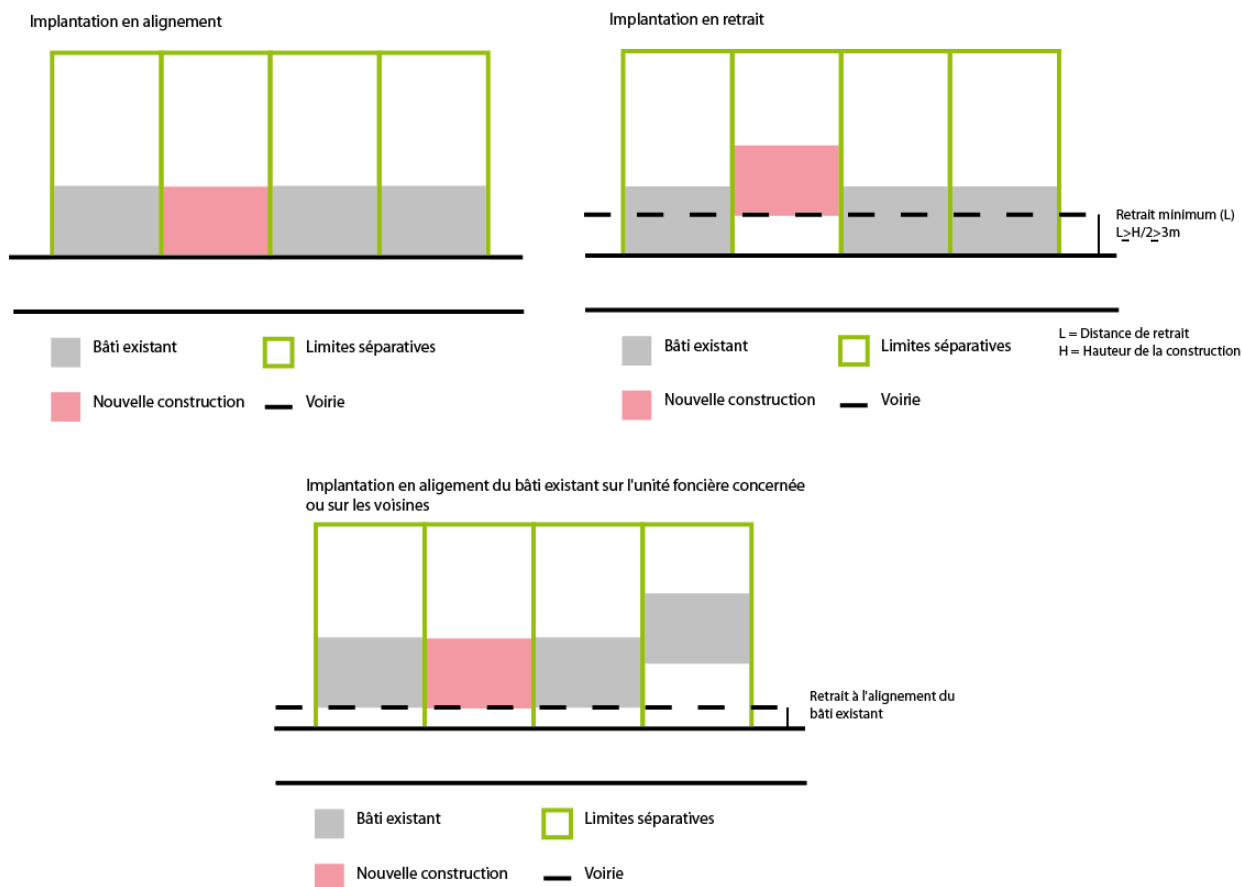 Implantation en alignement
Bâti existant
Limites séparatives
Nouvelle construction
Voirie
Implantation en retrait
Retrait minimum (L)
L≥H/2≥3m
Bâti existant
Limites séparatives
L = Distance de retrait
H = Hauteur de la construction
Nouvelle construction
Voirie
Implantation en aligement du bâti existant sur l'unité foncière concernée
ou sur les voisines
Retrait à l'alignement du
bâti existant
Bâti existant
Limites séparatives
Nouvelle construction
Voirie